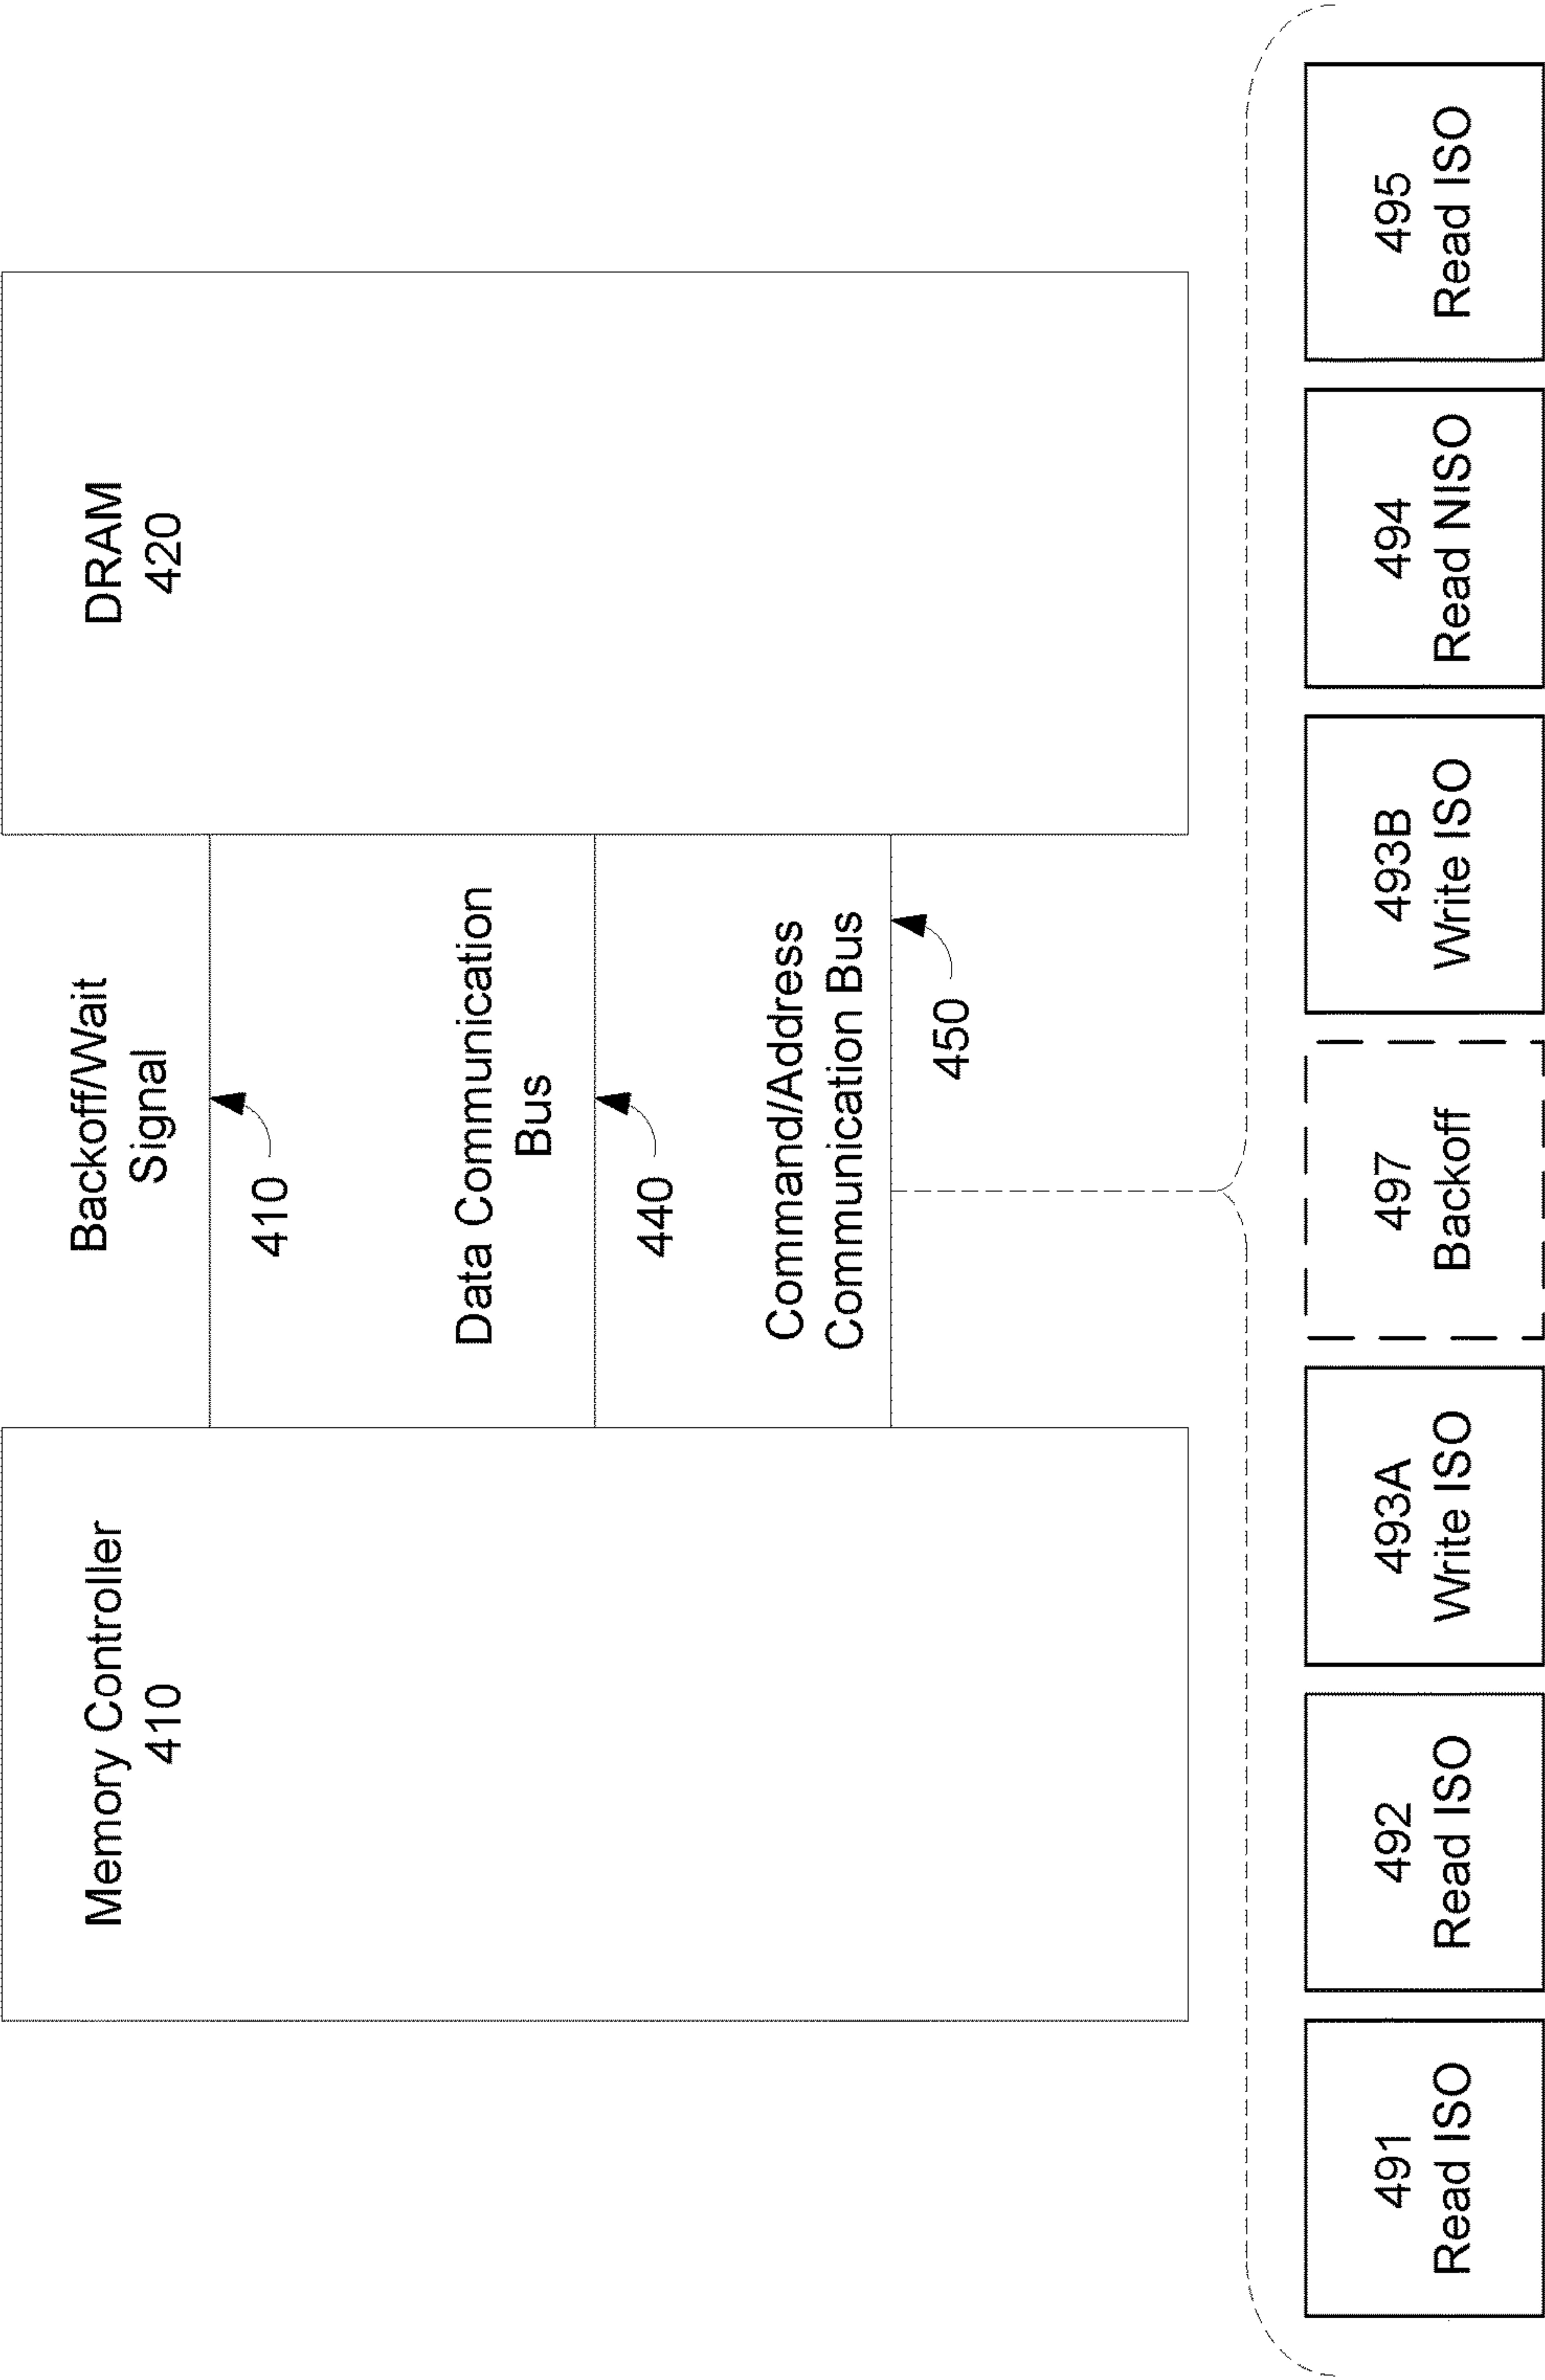 Memory Controller
410
Backoff/Wait
Signal
410
Data Communication
Bus
440
Command/Address
Communication Bus
450
DRAM
420
491
Read ISO
492
Read ISO
493A
Write ISO
497
Backoff
493B
Write ISO
494
Read NISO
495
Read ISO